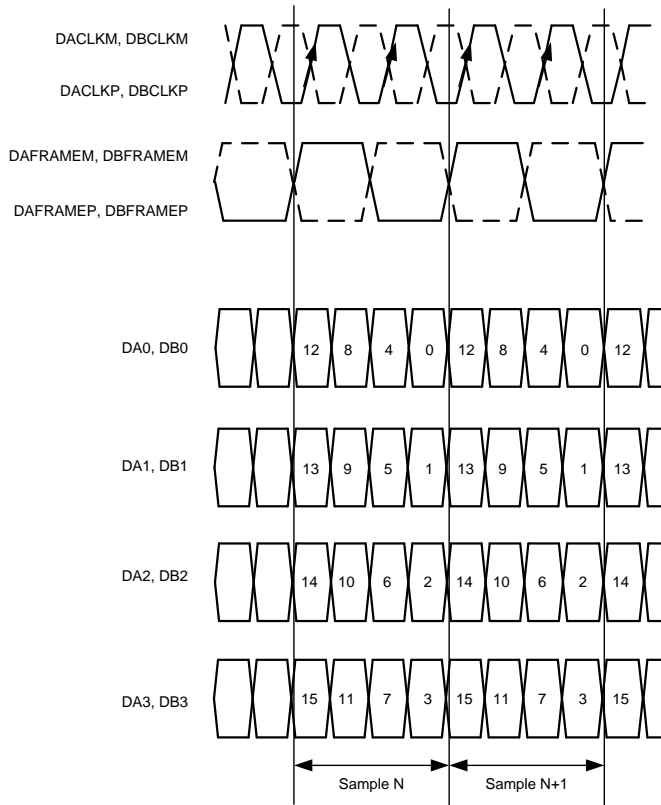 DACLKM, DBCLKM
DACLKP, DBCLKP
DAFRAMEM, DBFRAMEM
DAFRAMEP, DBFRAMEP
DA0, DB0 12 8 4 0 12 8 4 0 12
DA1, DB1 13 9 5 1 13 9 5 1 13
DA2, DB2 14 10 6 2 14 10 6 2 14
DA3, DB3 15 11 7 3 15 11 7 3 15
Sample N Sample N+1